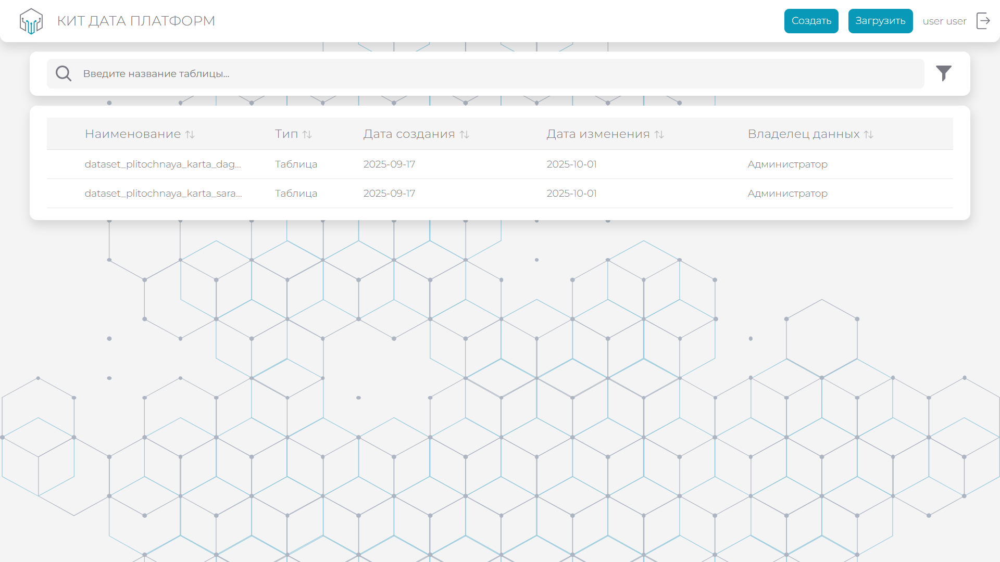 КИТ ДАТА ПЛАТФОРМ
Создать
Загрузить
user user
Введите название таблицы...
Наименование Тип Дата создания Дата изменения Владелец данных
dataset_plitochnaya_karta_dag... Таблица 2025-09-17 2025-10-01 Администратор
dataset_plitochnaya_karta_sara... Таблица 2025-09-17 2025-10-01 Администратор